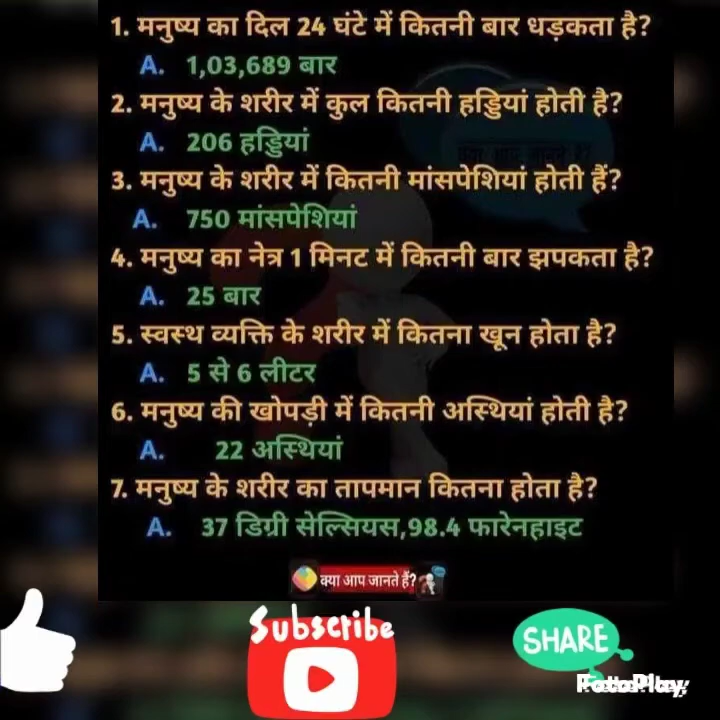 1. मनुष्य का दिल 24 घंटे में कितनी बार धड़कता है?
A. 1,03,689 बार
2. मनुष्य के शरीर में कुल कितनी हड्डियां होती है?
A. 206 हड्डियां
3. मनुष्य के शरीर में कितनी मांसपेशियां होती हैं?
A. 750 मांसपेशियां
4. मनुष्य का नेत्र 1 मिनट में कितनी बार झपकता है?
A. 25 बार
5. स्वस्थ व्यक्ति के शरीर में कितना खून होता है?
A. 5 से 6 लीटर
6. मनुष्य की खोपड़ी में कितनी अस्थियां होती है?
A. 22 अस्थियां
7. मनुष्य के शरीर का तापमान कितना होता है?
A. 37 डिग्री सेल्सियस,98.4 फारेनहाइट
क्या आप जानते हैं?
Subscribe
SHARE
FotoPlay